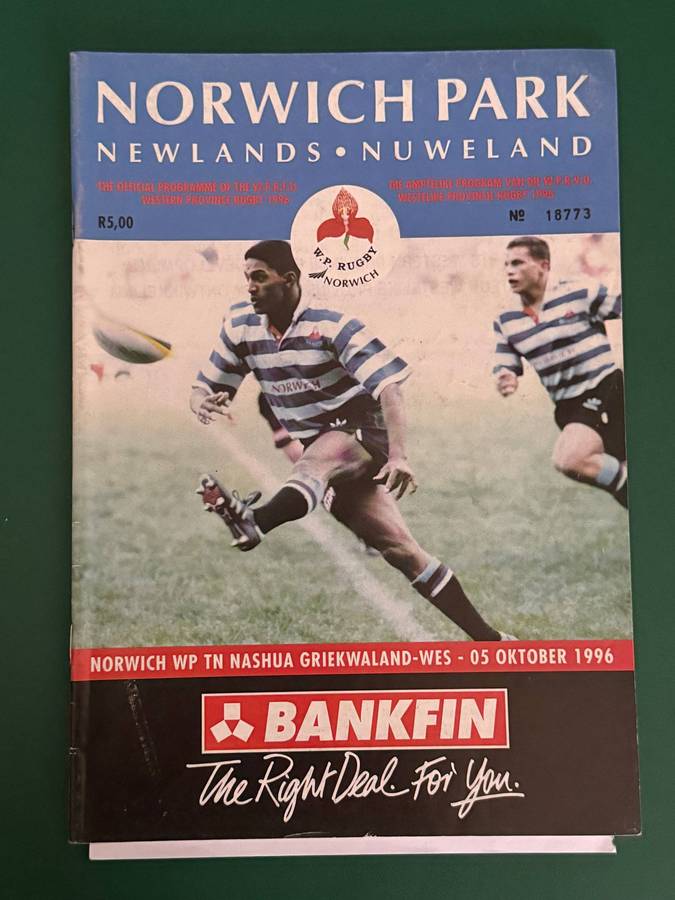 NORWICH PARK
NEWLANDS • NUWELAND
THE OFFICIAL PROGRAMME OF THE W.P.R.F.U.
WESTERN PROVINCE RUGBY 1996
THE AMPTELIKE PROGRAM VAN DIE W.P.R.V.U.
WESTELIKE PROVINSIE RUGBY 1996
R5,00
Nº 18773
W.P. RUGBY
NORWICH
NORWICH
NORWICH WP TN NASHUA GRIEKWALAND-WES - 05 OKTOBER 1996
BANKFIN
The Right Deal. For You.